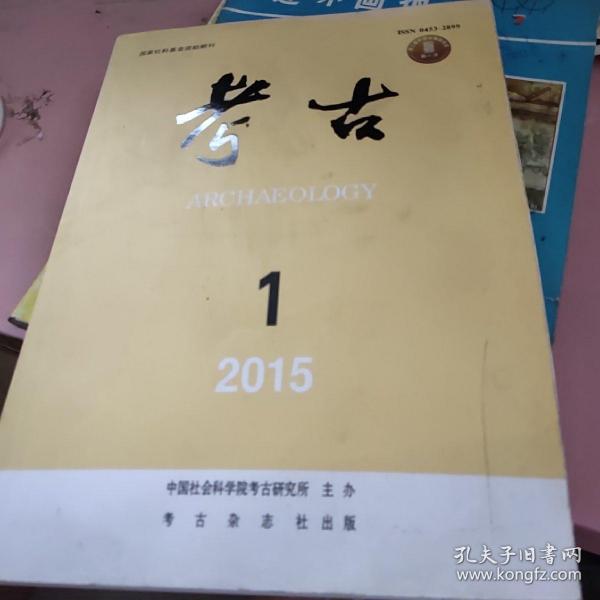 国家社科基金资助期刊
ISSN 0453-2899
考古
ARCHAEOLOGY
1
2015
中国社会科学院考古研究所 主办
考古杂志社出版
孔夫子旧书网
www.kongfz.com